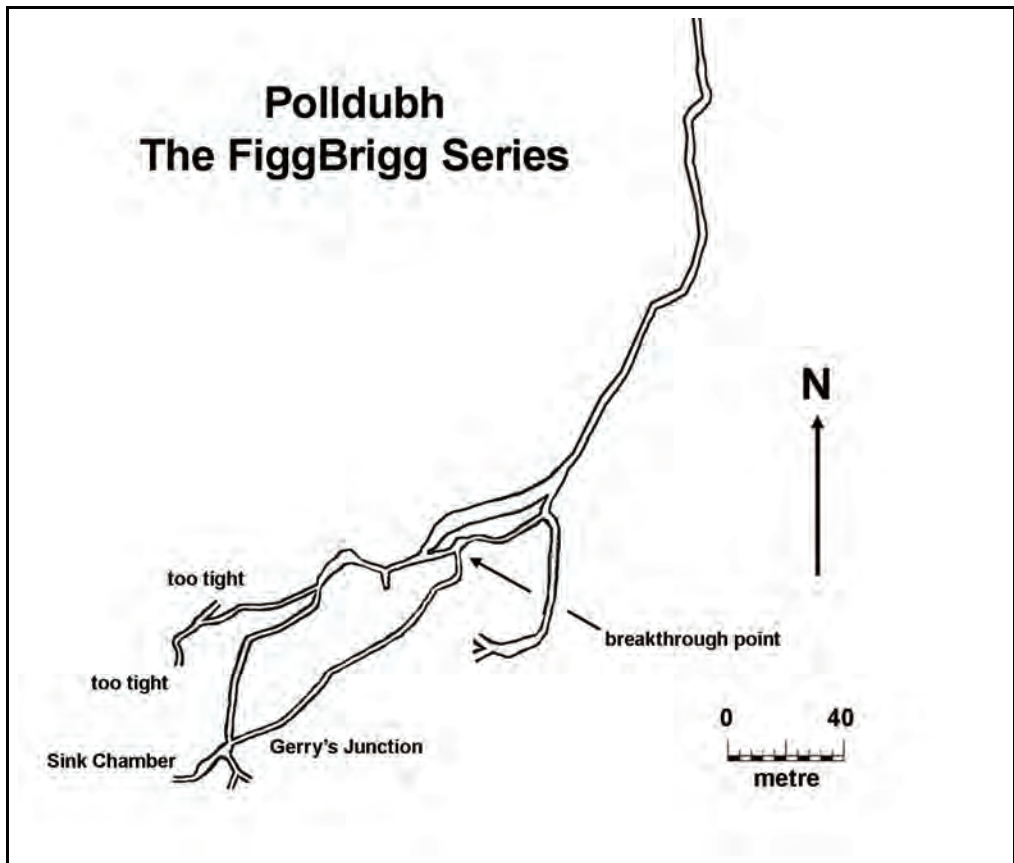 Polldubh
The FiggBrigg Series
N
too tight
breakthrough point
too tight
0 40
Gerry's Junction
Sink Chamber
metre